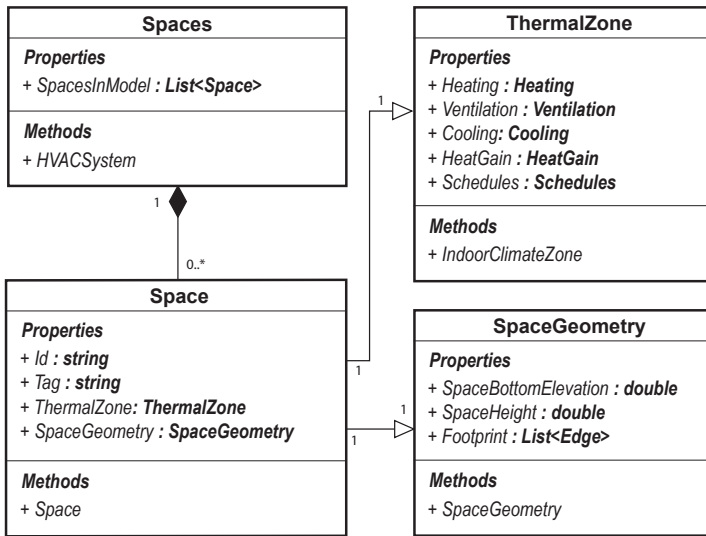 Spaces
Properties
+ SpacesInModel : List<Space>
Methods
+ HVACSystem
1
0..*
Space
Properties
+ Id : string
+ Tag : string
+ ThermalZone: ThermalZone
+ SpaceGeometry : SpaceGeometry
Methods
+ Space
1
1
ThermalZone
Properties
+ Heating : Heating
+ Ventilation : Ventilation
+ Cooling: Cooling
+ HeatGain : HeatGain
+ Schedules : Schedules
Methods
+ IndoorClimateZone
1
1
SpaceGeometry
Properties
+ SpaceBottomElevation : double
+ SpaceHeight : double
+ Footprint : List<Edge>
Methods
+ SpaceGeometry